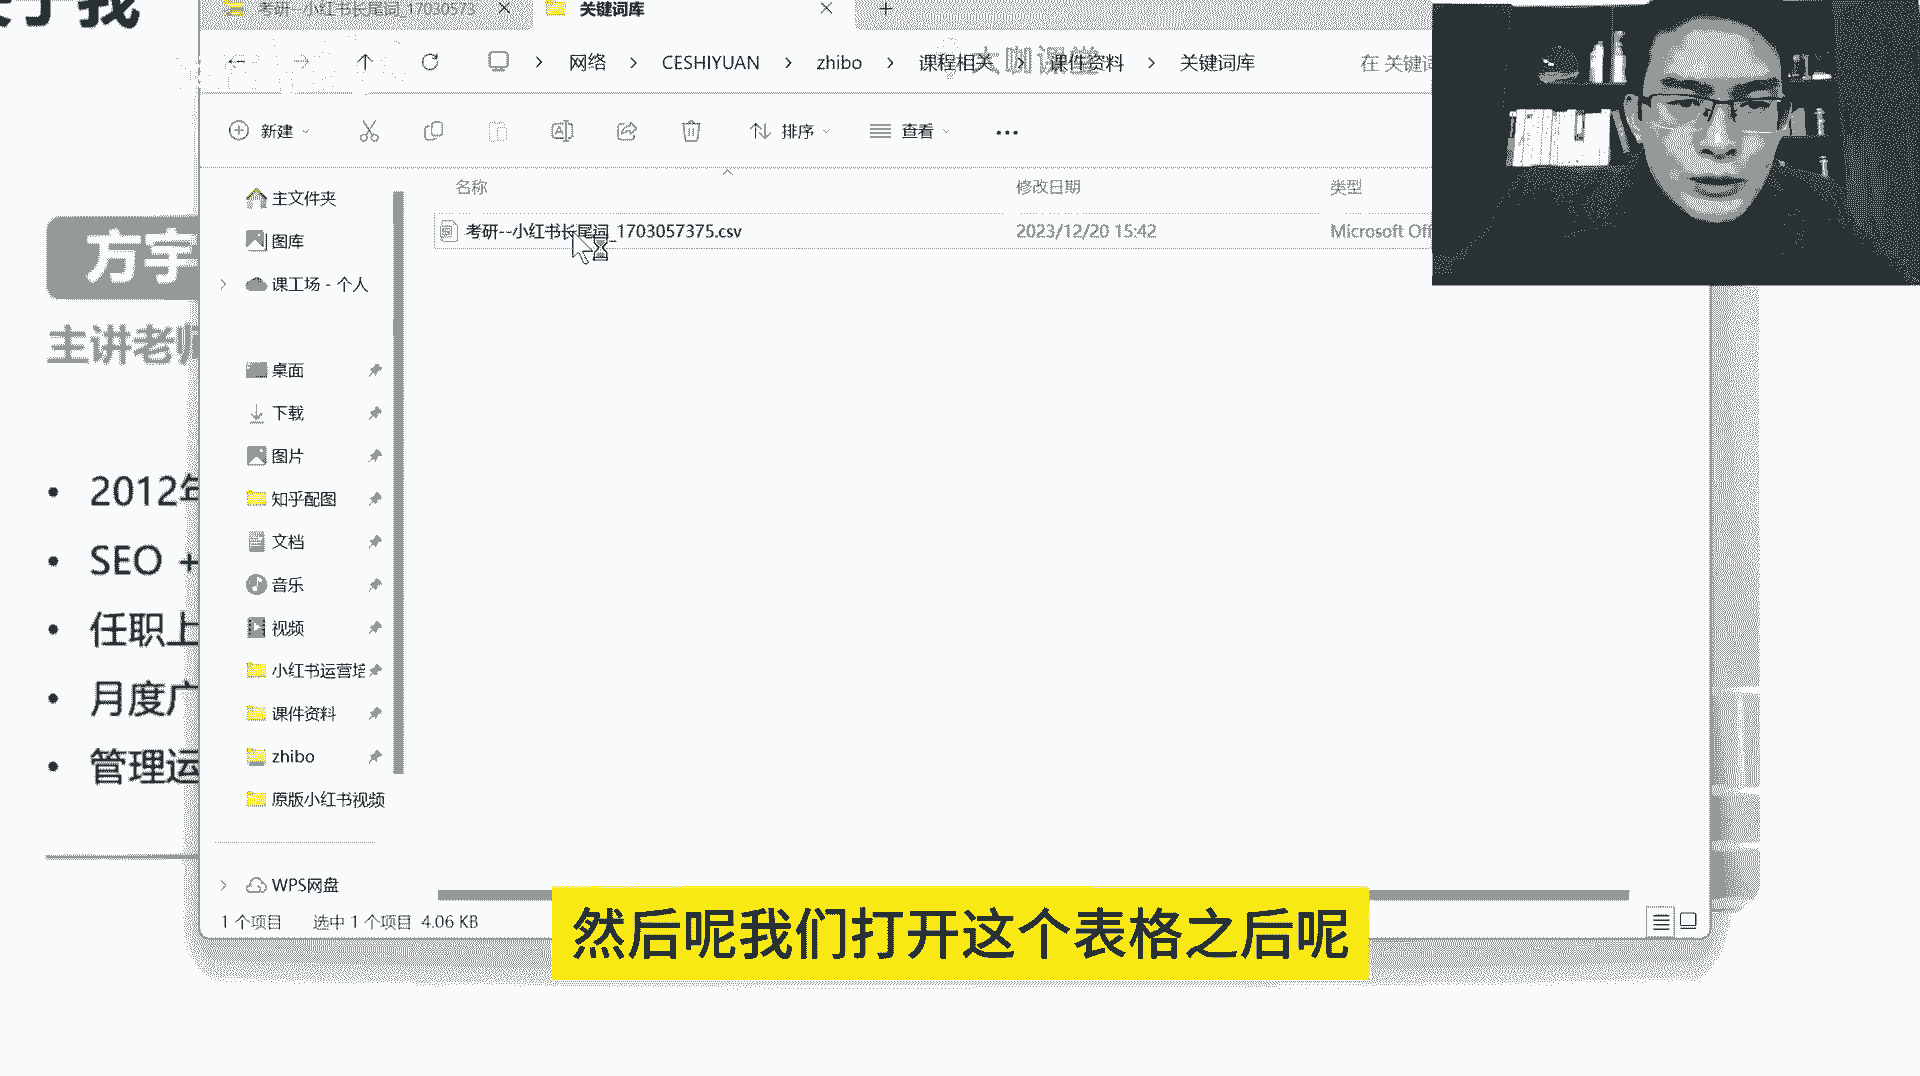 考研--小红书长尾词_17030573
关键词库
网络 > CESHIYUAN > zhibo > 课程相关 > 课件资料 > 关键词库
在 关键词
大咖课堂
新建
排序
查看
名称
修改日期
类型
考研--小红书长尾词_1703057375.csv
2023/12/20 15:42
Microsoft Off
主文件夹
图库
课工场 - 个人
桌面
下载
图片
知乎配图
文档
音乐
视频
小红书运营培
课件资料
zhibo
原版小红书视频
WPS网盘
1 个项目
选中 1 个项目 4.06 KB
方宇
主讲老师
2012年
SEO +
任职上
月度广
管理运
然后呢我们打开这个表格之后呢